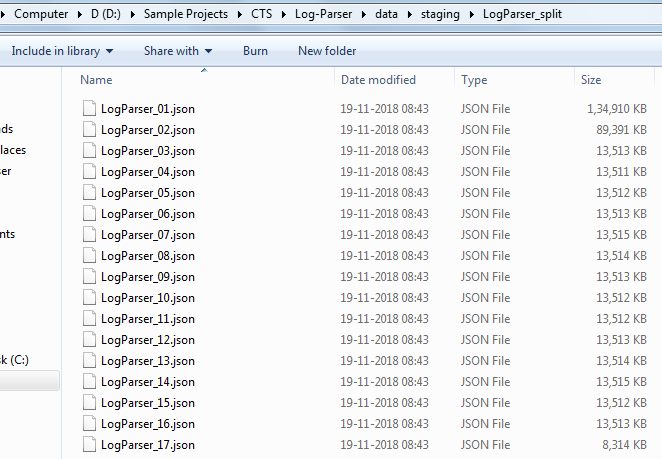 Computer D (D:) Sample Projects CTS Log-Parser data staging LogParser_split
Include in library Share with Burn New folder
Name Date modified Type Size
LogParser_01.json 19-11-2018 08:43 JSON File 1,34,910 KB
ds LogParser_02.json 19-11-2018 08:43 JSON File 89,391 KB
laces LogParser_03.json 19-11-2018 08:43 JSON File 13,513 KB
er LogParser_04.json 19-11-2018 08:43 JSON File 13,511 KB
LogParser_05.json 19-11-2018 08:43 JSON File 13,512 KB
LogParser_06.json 19-11-2018 08:43 JSON File 13,513 KB
nts LogParser_07.json 19-11-2018 08:43 JSON File 13,515 KB
LogParser_08.json 19-11-2018 08:43 JSON File 13,514 KB
LogParser_09.json 19-11-2018 08:43 JSON File 13,513 KB
LogParser_10.json 19-11-2018 08:43 JSON File 13,512 KB
LogParser_11.json 19-11-2018 08:43 JSON File 13,512 KB
LogParser_12.json 19-11-2018 08:43 JSON File 13,513 KB
sk (C:) LogParser_13.json 19-11-2018 08:43 JSON File 13,514 KB
LogParser_14.json 19-11-2018 08:43 JSON File 13,515 KB
LogParser_15.json 19-11-2018 08:43 JSON File 13,512 KB
LogParser_16.json 19-11-2018 08:43 JSON File 13,513 KB
LogParser_17.json 19-11-2018 08:43 JSON File 8,314 KB